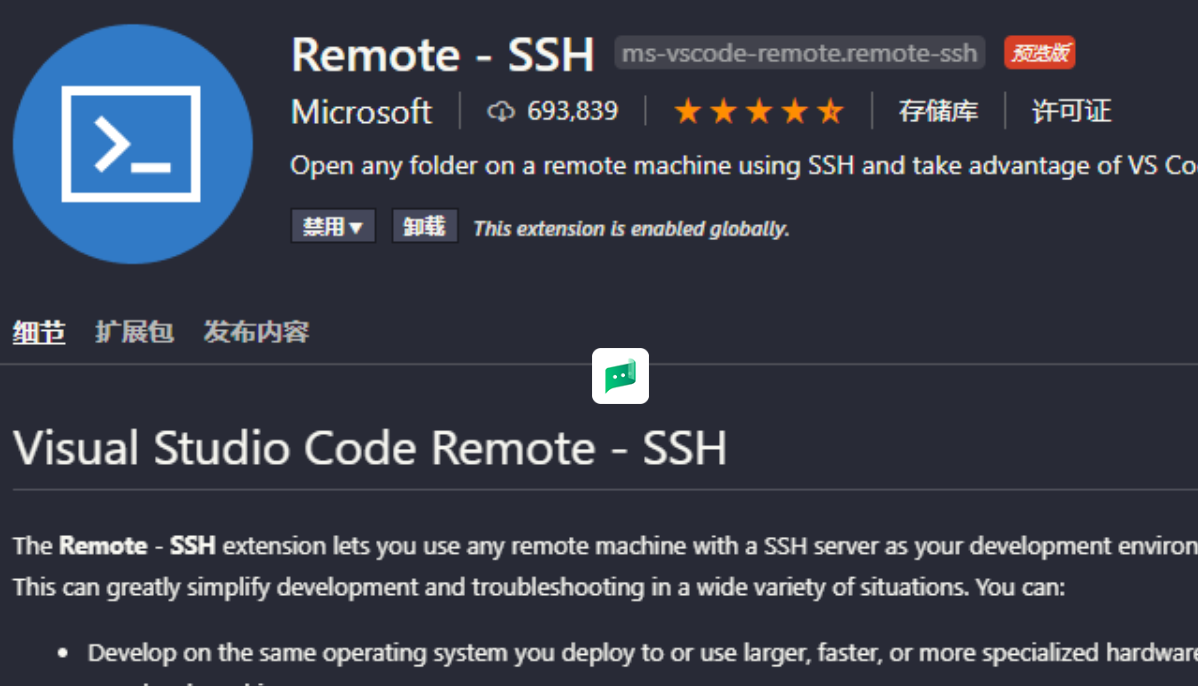 Remote - SSH ms-vscode-remote.remote-ssh 预览版
Microsoft 693,839 存储库 许可证
Open any folder on a remote machine using SSH and take advantage of VS
禁用 卸载 This extension is enabled globally.
细节 扩展包 发布内容
Visual Studio Code Remote - SSH
The Remote - SSH extension lets you use any remote machine with a SSH server as your development
This can greatly simplify development and troubleshooting in a wide variety of situations. You can:
• Develop on the same operating system you deploy to or use larger, faster, or more specialized hardware